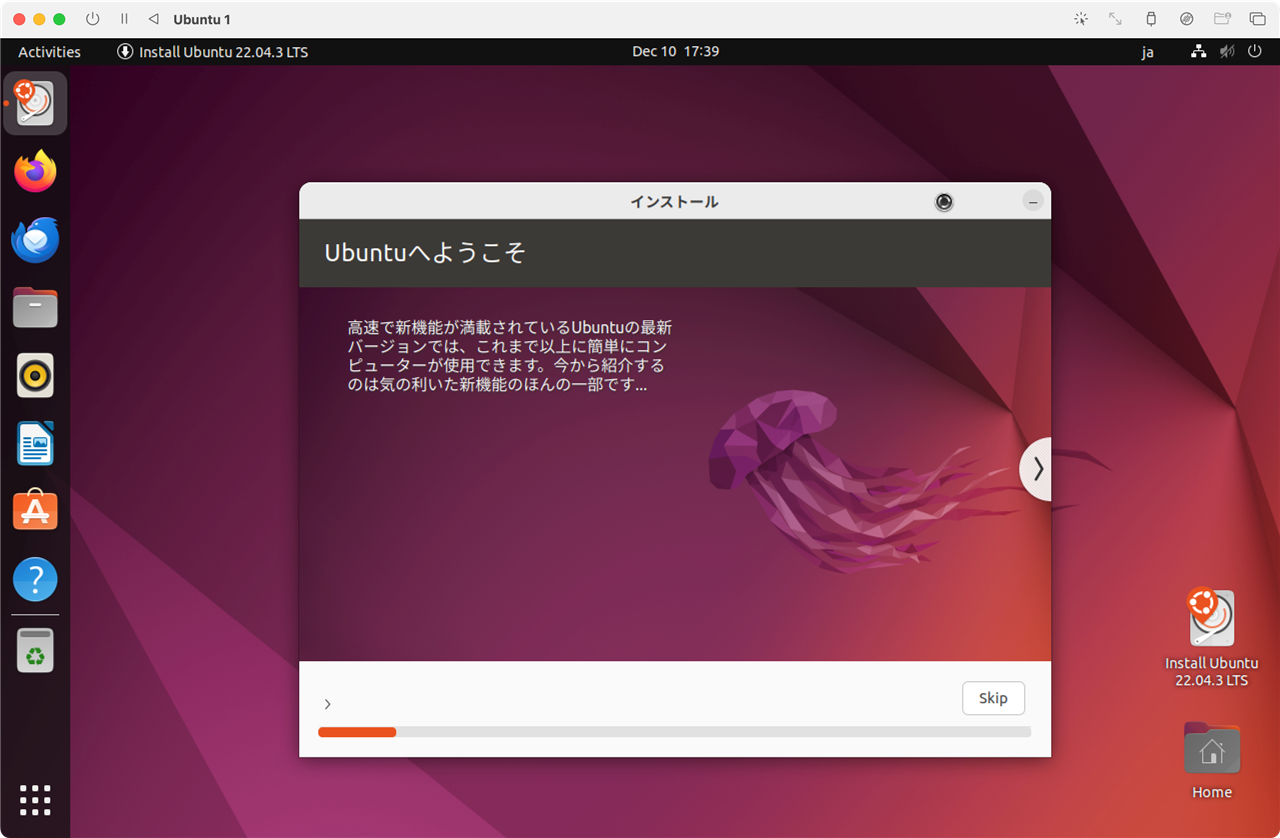 Ubuntu 1
Activities
Install Ubuntu 22.04.3 LTS
Dec 10 17:39
ja
インストール
Ubuntuへようこそ
高速で新機能が満載されているUbuntuの最新
バージョンでは、これまで以上に簡単にコン
ピューターが使用できます。今から紹介する
のは気の利いた新機能のほんの一部です...
Skip
Install Ubuntu
22.04.3 LTS
Home